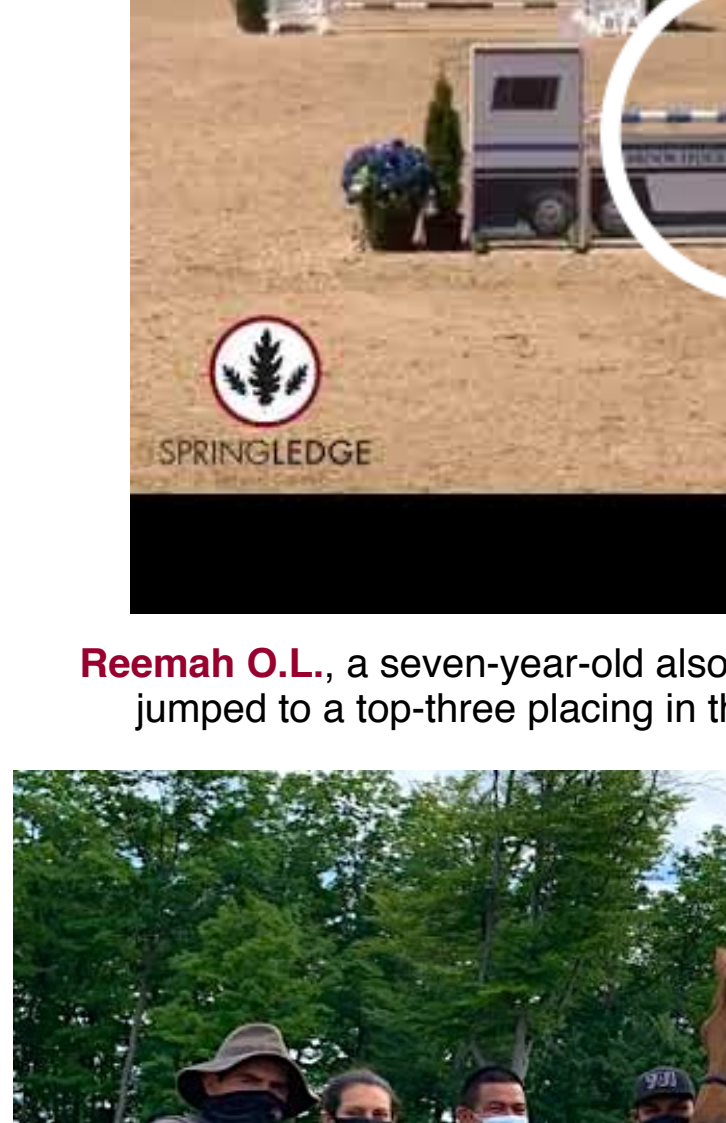 SPRINGLEDGE
Reemah O.L., a seven-year-old also
jumped to a top-three placing in th